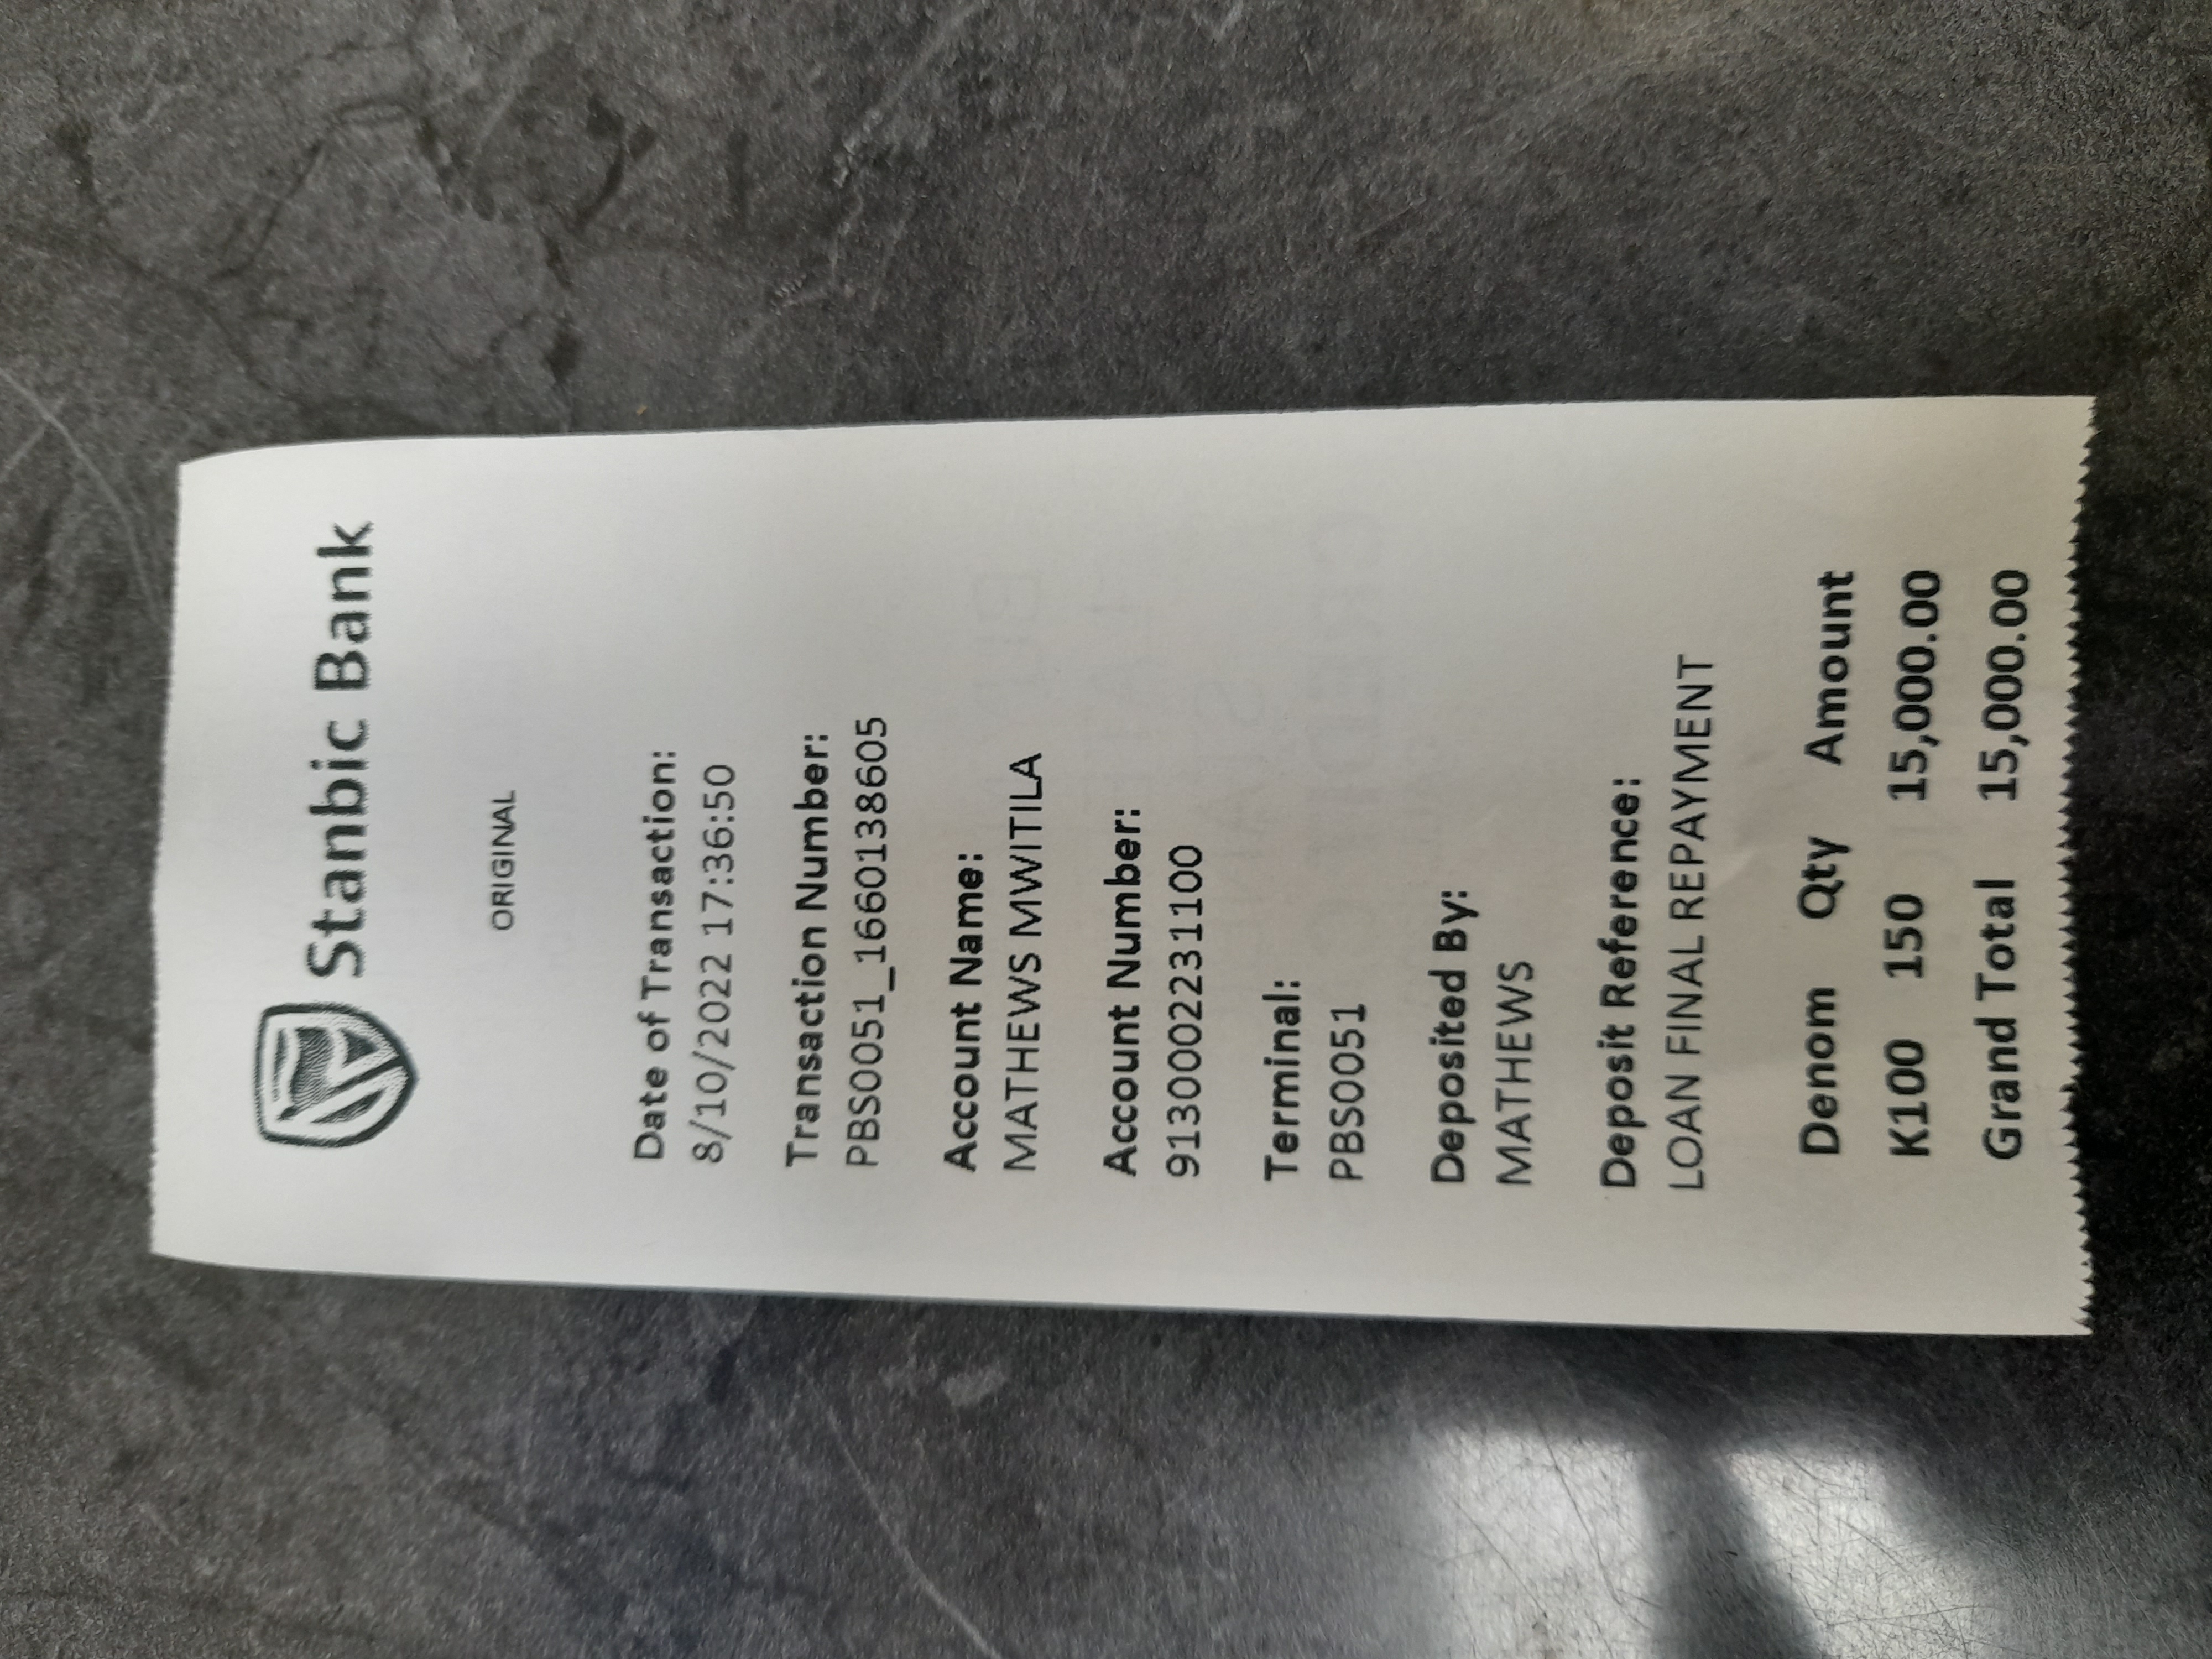 Stanbic Bank
ORIGINAL
Date of Transaction:
8/10/2022 17:36:50
Transaction Number:
PBS0051_1660138605
Account Name:
MATHEWS MWITILA
Account Number:
9130002231100
Terminal:
PBS0051
Deposited By:
MATHEWS
Deposit Reference:
LOAN FINAL REPAYMENT
Denom Qty Amount
K100 150 15,000.00
Grand Total 15,000.00